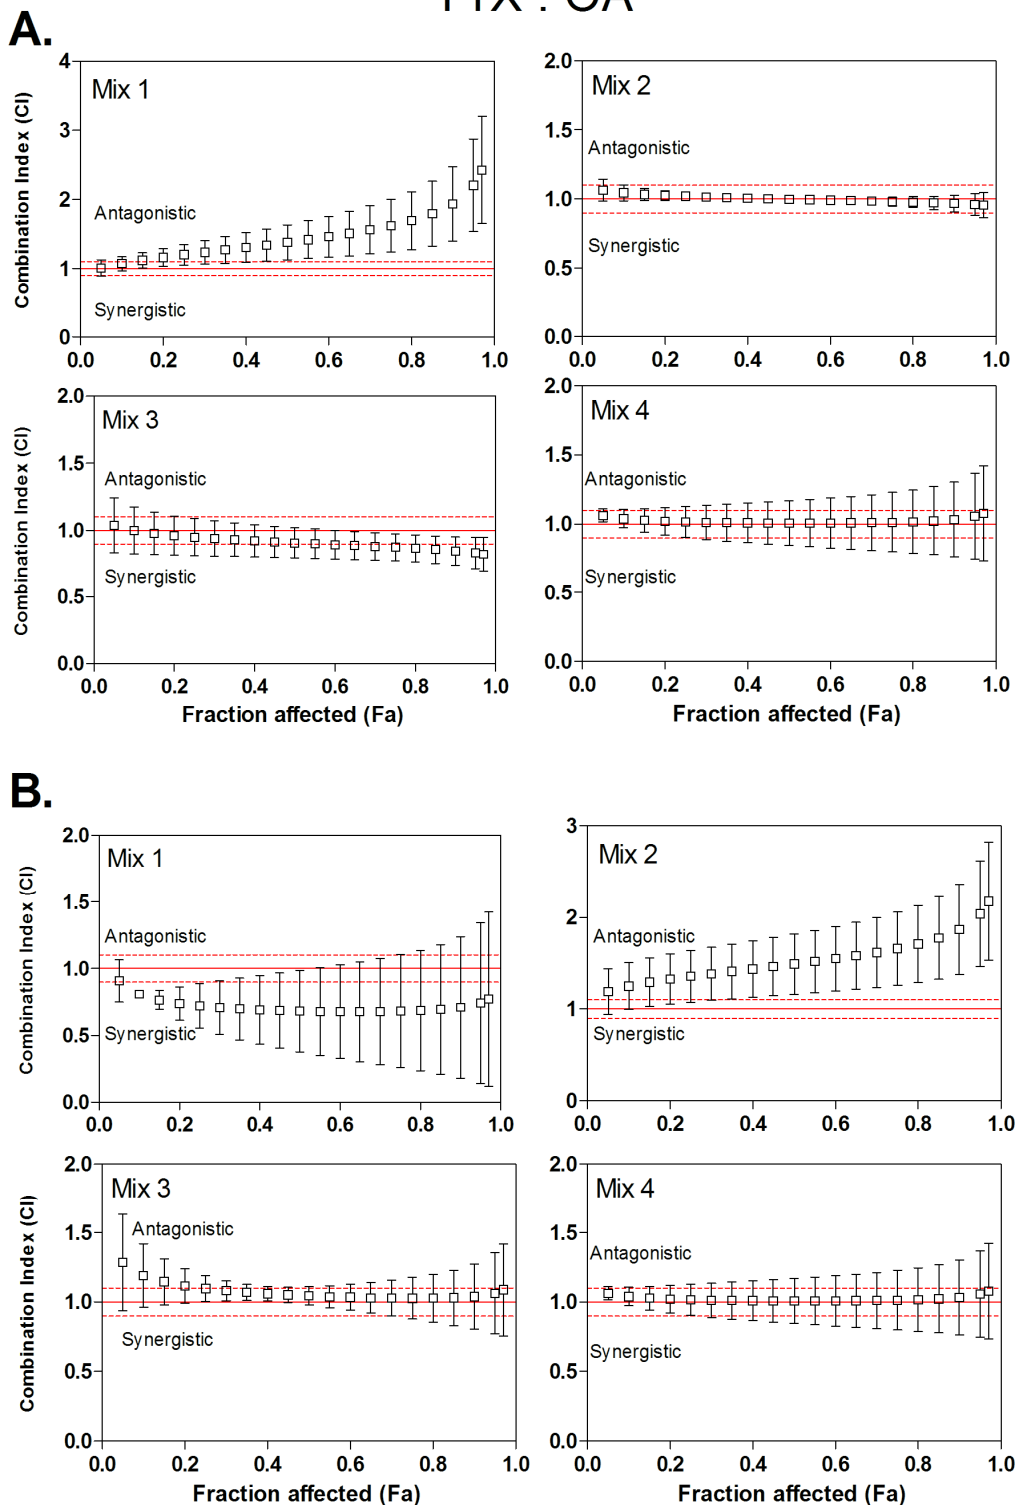 A.
Mix 1
Combination Index (CI)
4
3
2
1
0
Antagonistic
Synergistic
0.0 0.2 0.4 0.6 0.8 1.0
Mix 2
2.0
1.5
1.0
0.5
0.0
Antagonistic
Synergistic
0.0 0.2 0.4 0.6 0.8 1.0
Mix 3
Combination Index (CI)
2.0
1.5
1.0
0.5
0.0
Antagonistic
Synergistic
0.0 0.2 0.4 0.6 0.8 1.0
Fraction affected (Fa)
Mix 4
2.0
1.5
1.0
0.5
0.0
Antagonistic
Synergistic
0.0 0.2 0.4 0.6 0.8 1.0
Fraction affected (Fa)
B.
Mix 1
Combination Index (CI)
2.0
1.5
1.0
0.5
0.0
Antagonistic
Synergistic
0.0 0.2 0.4 0.6 0.8 1.0
Mix 2
3
2
1
0
Antagonistic
Synergistic
0.0 0.2 0.4 0.6 0.8 1.0
Mix 3
Combination Index (CI)
2.0
1.5
1.0
0.5
0.0
Antagonistic
Synergistic
0.0 0.2 0.4 0.6 0.8 1.0
Fraction affected (Fa)
Mix 4
2.0
1.5
1.0
0.5
0.0
Antagonistic
Synergistic
0.0 0.2 0.4 0.6 0.8 1.0
Fraction affected (Fa)